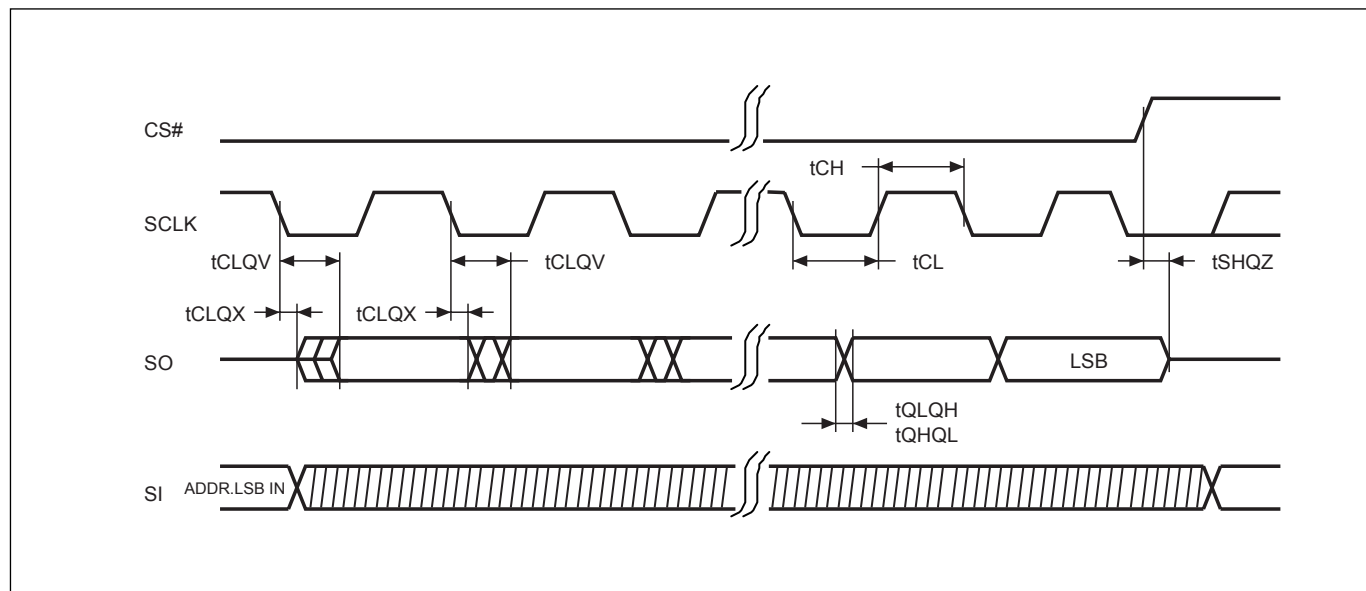 CS#
tCH
SCLK
tCLQV
tCLQV
tCL
tSHQZ
tCLQX
tCLQX
SO
LSB
tQLQH
tQHQL
SI
ADDR.LSB IN